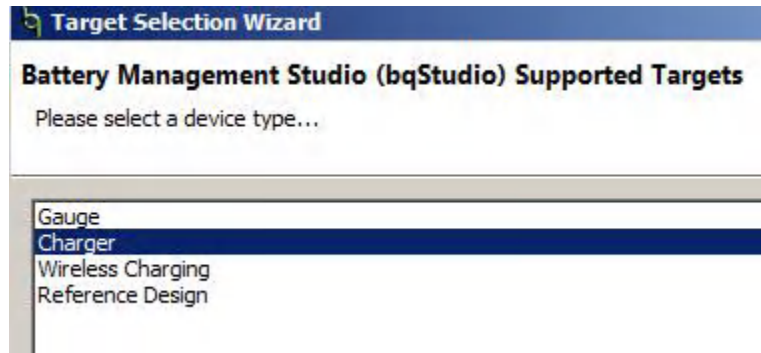 Target Selection Wizard
Battery Management Studio (bqStudio) Supported Targets
Please select a device type...
Gauge
Charger
Wireless Charging
Reference Design